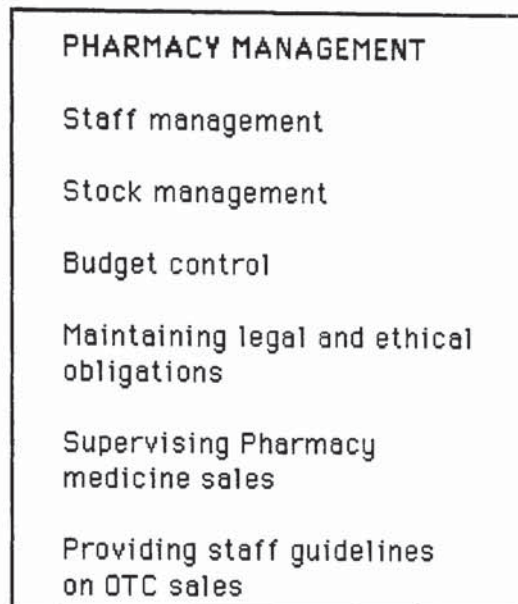 PHARMACY MANAGEMENT
Staff management
Stock management
Budget control
Maintaining legal and ethical
obligations
Supervising Pharmacy
medicine sales
Providing staff guidelines
on OTC sales